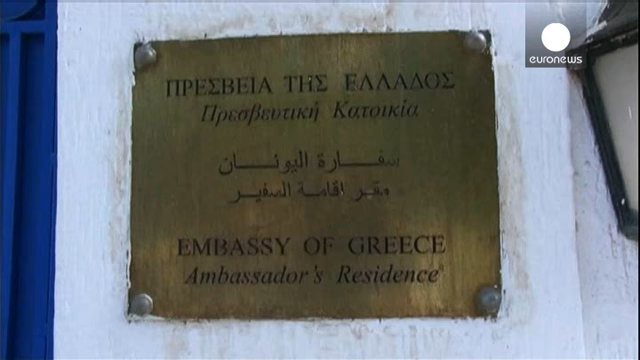 euronews
ΠΡΕΣΒΕΙΑ ΤΗΣ ΕΛΛΑΔΟΣ
Πρεσβευτική Κατοικία
سفارة اليونان
مقر اقامة السفير
EMBASSY OF GREECE
Ambassador's Residence